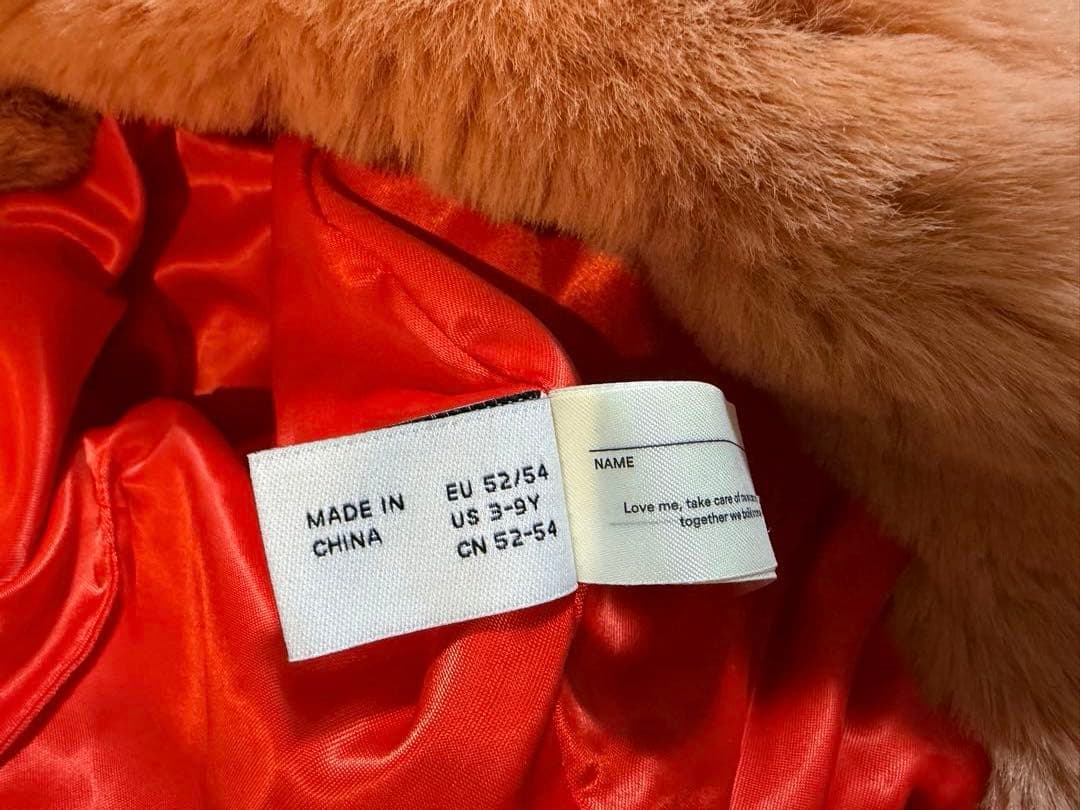 MADE IN
CHINA
EU 52/54
US 3-9Y
CN 52-54
NAME
Love me, take care of
together we